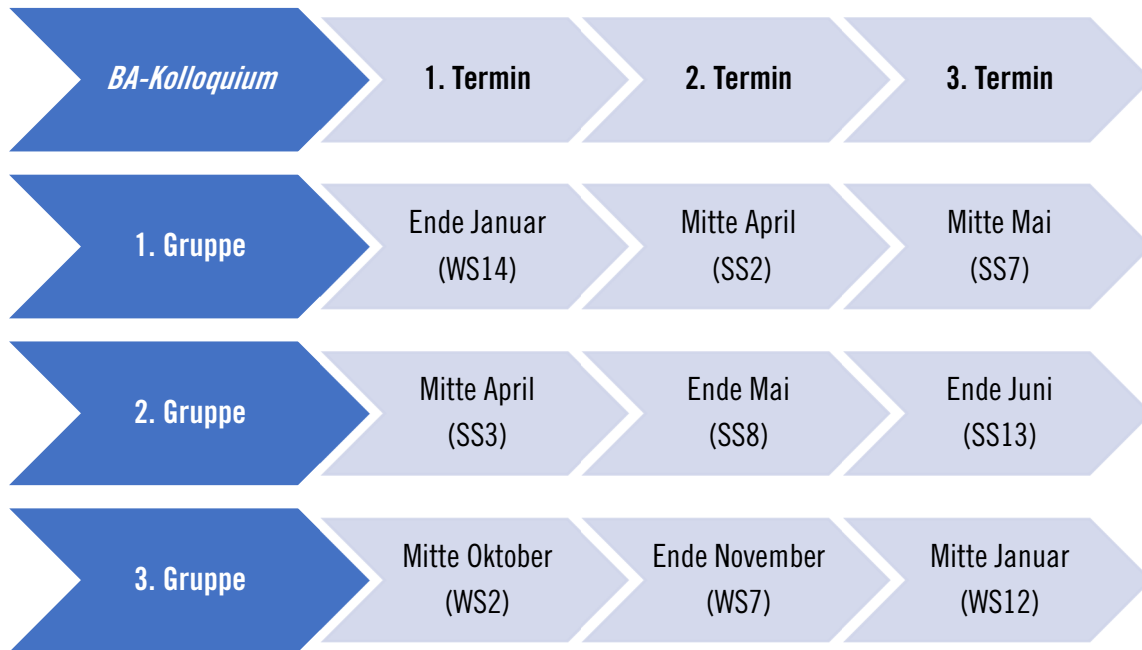 BA-Kolloquium
1. Termin
2. Termin
3. Termin
1. Gruppe
Ende Januar
(WS14)
Mitte April
(SS2)
Mitte Mai
(SS7)
2. Gruppe
Mitte April
(SS3)
Ende Mai
(SS8)
Ende Juni
(SS13)
3. Gruppe
Mitte Oktober
(WS2)
Ende November
(WS7)
Mitte Januar
(WS12)